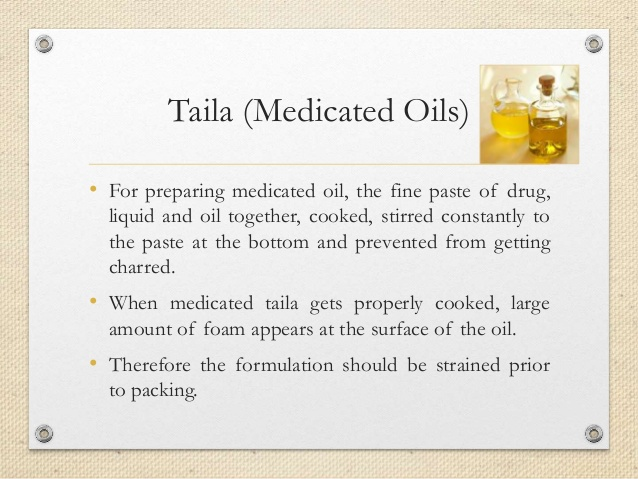 Taila (Medicated Oils)
• For preparing medicated oil, the fine paste of drug,
liquid and oil together, cooked, stirred constantly to
the paste at the bottom and prevented from getting
charred.
• When medicated taila gets properly cooked, large
amount of foam appears at the surface of the oil.
• Therefore the formulation should be strained prior
to packing.